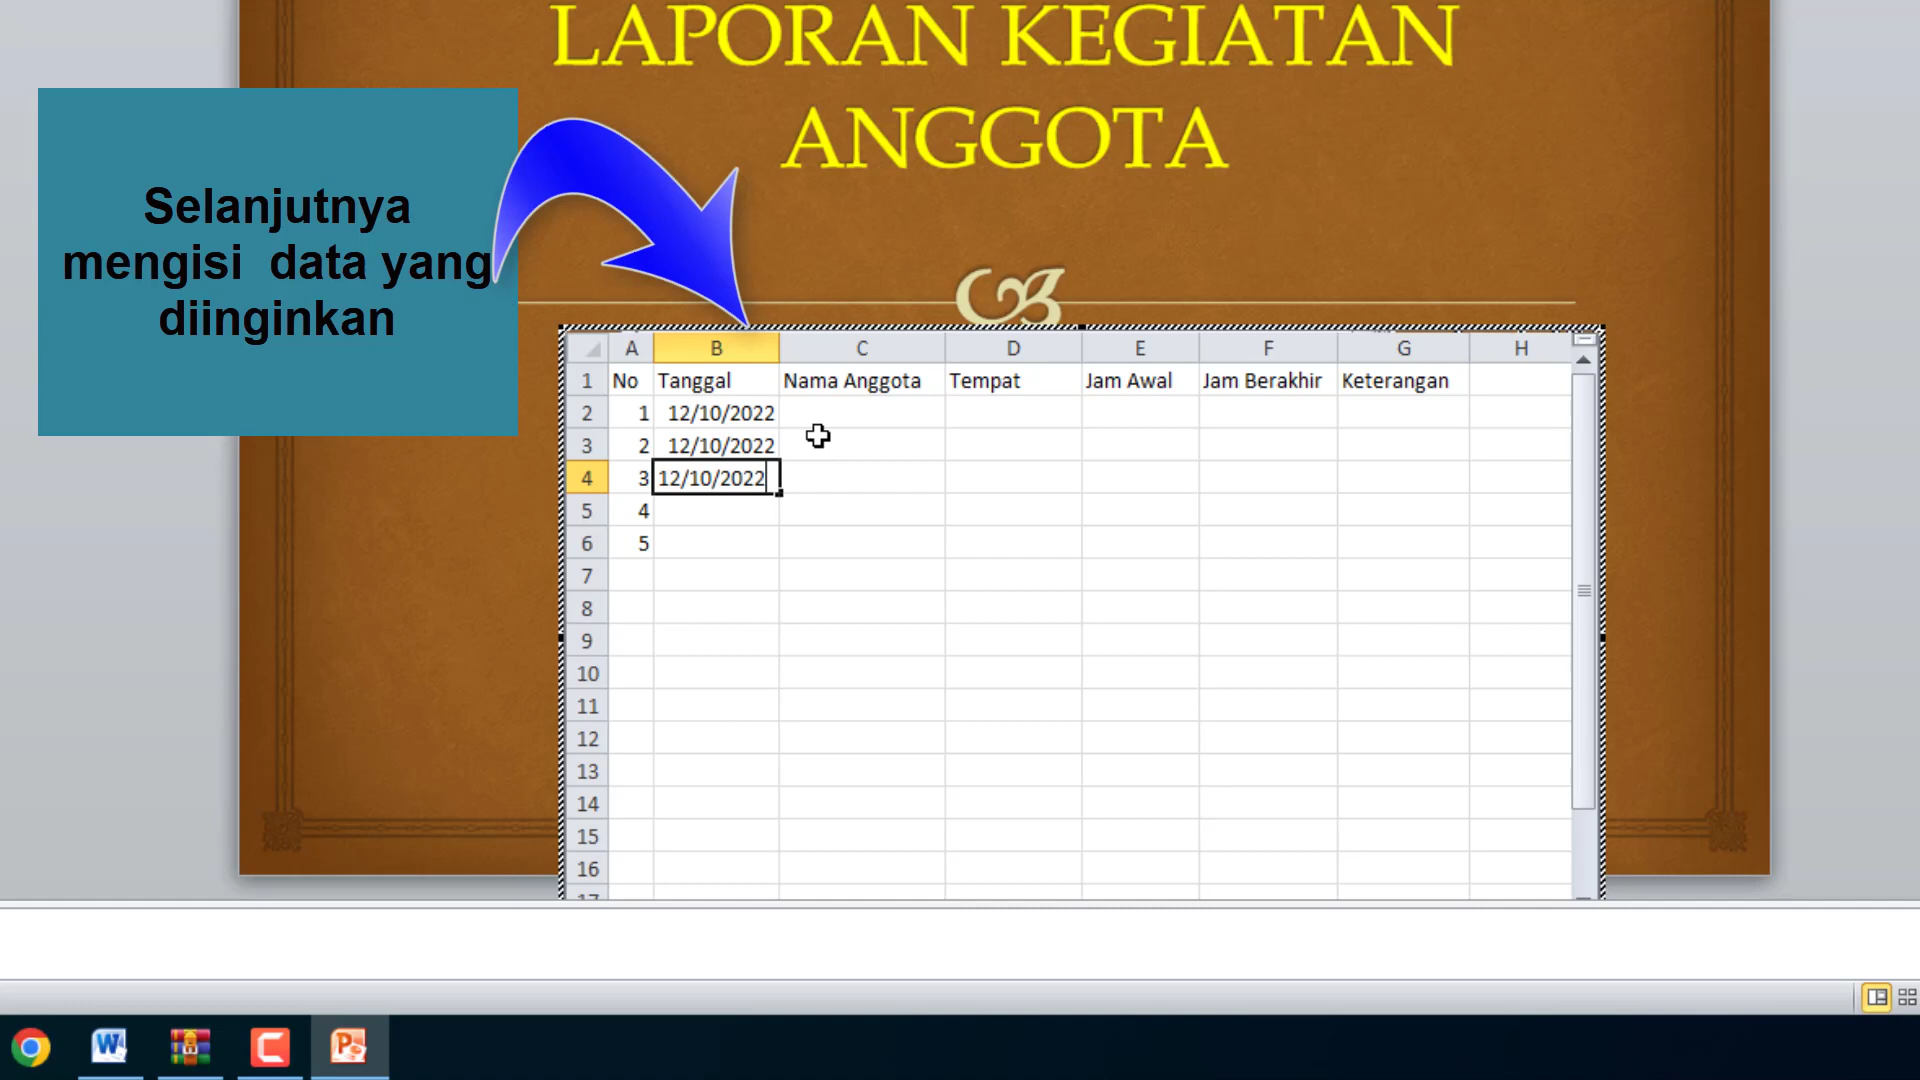 LAPORAN KEGIATAN
ANGGOTA
Selanjutnya
mengisi data yang
diinginkan
A B C D E F G H
1 No Tanggal Nama Anggota Tempat Jam Awal Jam Berakhir Keterangan
2 1 12/10/2022
3 2 12/10/2022
4 3 12/10/2022
5 4
6 5
7
8
9
10
11
12
13
14
15
16
17